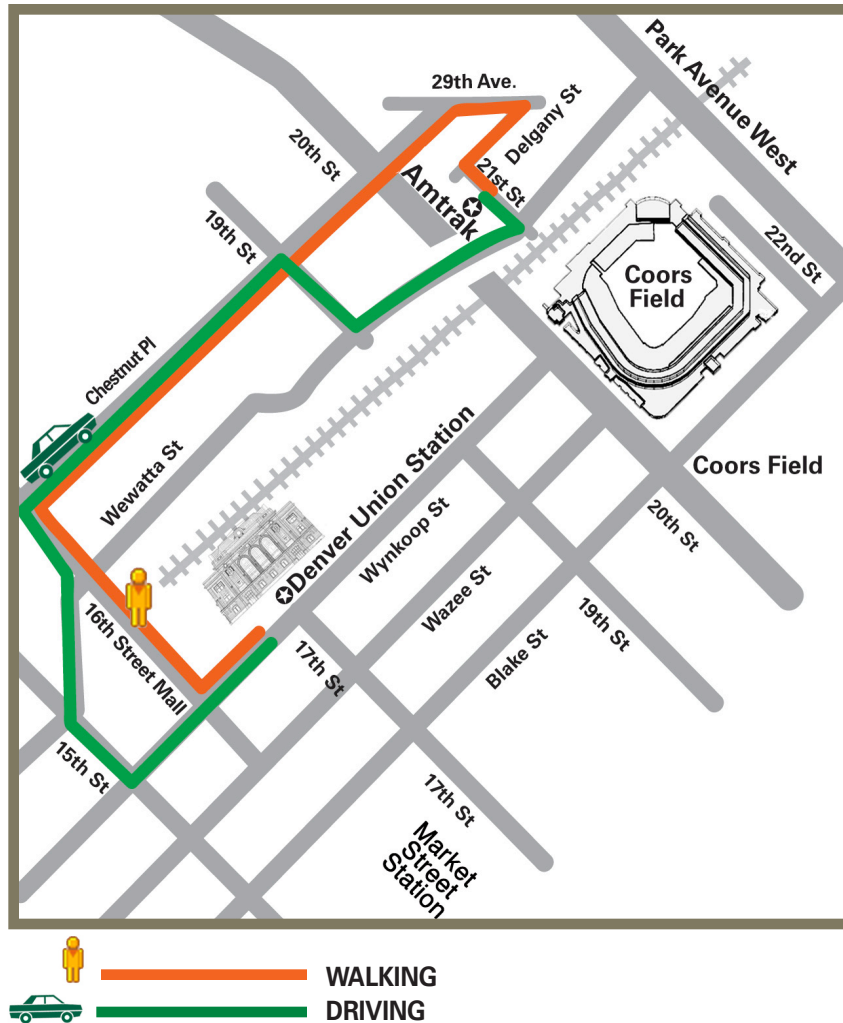 Park Avenue West
29th Ave.
Delgany St
20th St
21st St
Amtrak
19th St
22nd St
Coors
Field
Chestnut Pl
Wewatta St
Denver Union Station
Coors Field
Wynkoop St
20th St
Wazee St
19th St
16th Street Mall
17th St
Blake St
15th St
17th St
Market
Street
Station
WALKING
DRIVING